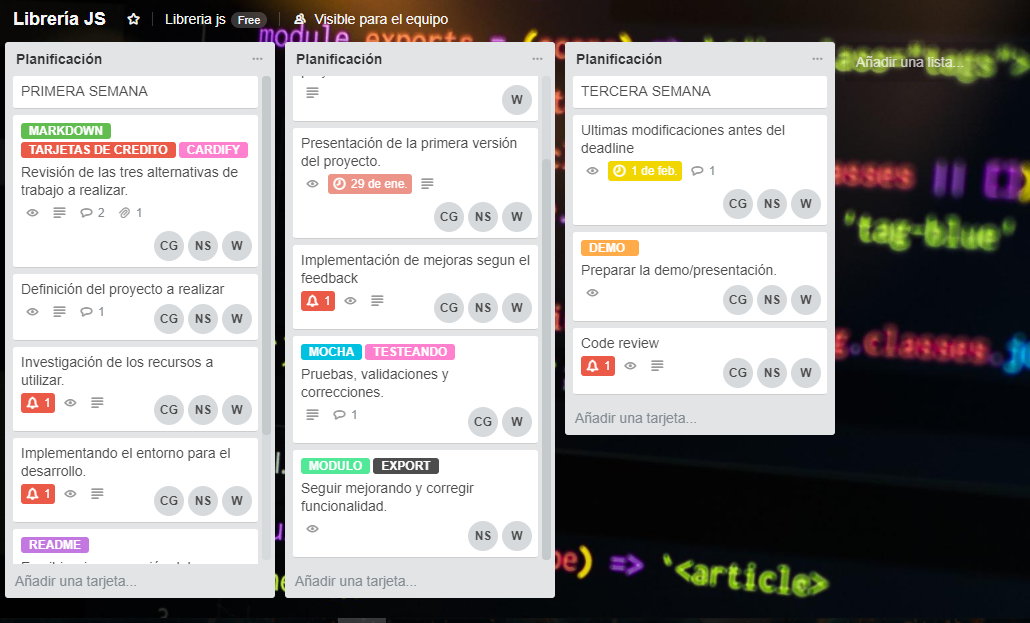 Librería JS
Libreria js Free
Visible para el equipo
Planificación
PRIMERA SEMANA
MARKDOWN
TARJETAS DE CREDITO CARDIFY
Revisión de las tres alternativas de
trabajo a realizar.
2 1
CG NS W
Definición del proyecto a realizar
1
CG NS W
Investigación de los recursos a
utilizar.
1
CG NS W
Implementando el entorno para el
desarrollo.
1
CG NS W
README
Añadir una tarjeta...
Planificación
W
Presentación de la primera versión
del proyecto.
29 de ene.
CG NS W
Implementación de mejoras segun el
feedback
1
CG NS W
MOCHA TESTEANDO
Pruebas, validaciones y
correcciones.
1
CG W
MODULO EXPORT
Seguir mejorando y corregir
funcionalidad.
NS W
Añadir una tarjeta...
Planificación
TERCERA SEMANA
Ultimas modificaciones antes del
deadline
1 de feb. 1
CG NS W
DEMO
Preparar la demo/presentación.
CG NS W
Code review
1
CG NS W
Añadir una tarjeta...
Añadir una lista...
module exports = (
"tags">
classes || [];
'tag-blue'
g.classes.jo
) => '<article>